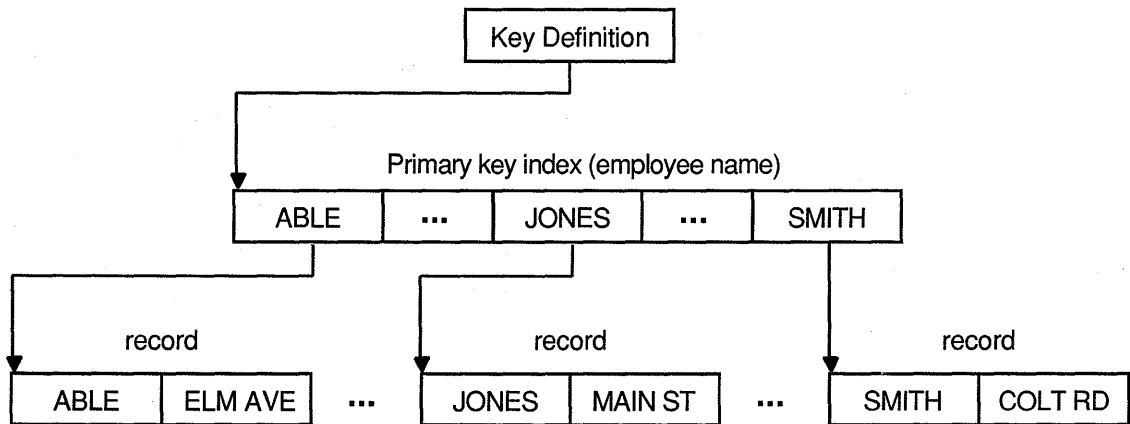 Key Definition
Primary key index (employee name)
ABLE ... JONES ... SMITH
record record record
ABLE ELM AVE ... JONES MAIN ST ... SMITH COLT RD